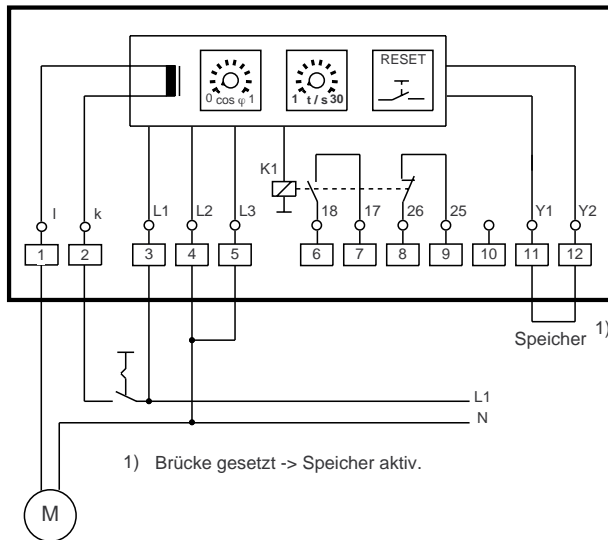 RESET
0 cos φ 1
1 t / s 30
K1
l k L1 L2 L3 18 17 26 25 Y1 Y2
1 2 3 4 5 6 7 8 9 10 11 12
Speicher 1)
L1
N
1) Brücke gesetzt -> Speicher aktiv.
M